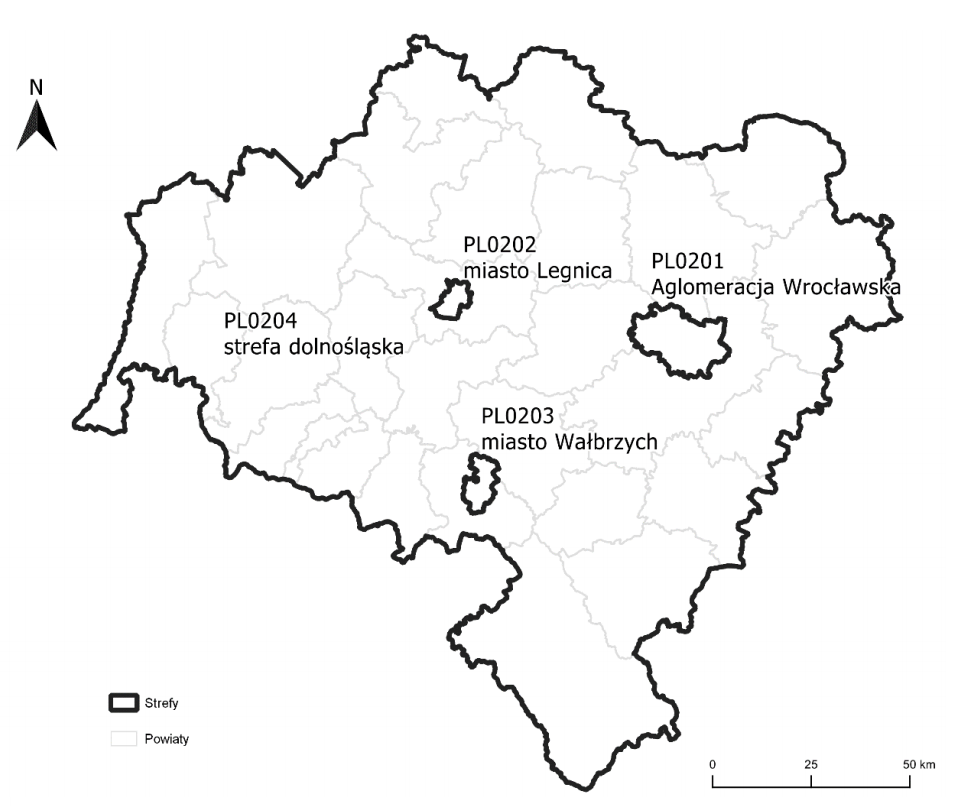 N
PL0202
miasto Legnica
PL0201
Aglomeracja Wrocławska
PL0204
strefa dolnośląska
PL0203
miasto Wałbrzych
Strefy
Powiaty
0 25 50 km